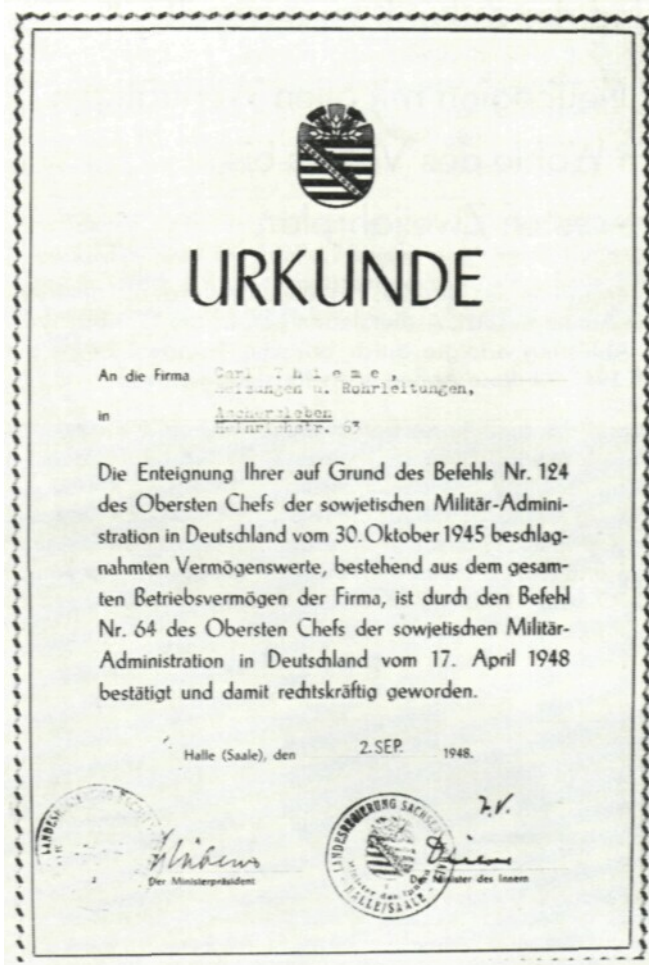 URKUNDE
An die Firma Carl Thieme,
Heizungen u. Rohrleitungen,
in Aschersleben
Heinrichstr. 63
Die Enteignung Ihrer auf Grund des Befehls Nr. 124
des Obersten Chefs der sowjetischen Militär-Admini-
stration in Deutschland vom 30. Oktober 1945 beschlag-
nahmten Vermögenswerte, bestehend aus dem gesam-
ten Betriebsvermögen der Firma, ist durch den Befehl
Nr. 64 des Obersten Chefs der sowjetischen Militär-
Administration in Deutschland vom 17. April 1948
bestätigt und damit rechtskräftig geworden.
Halle (Saale), den 2. SEP. 1948.
J.V.
LANDESREGIERUNG SACHSEN
HALLE/SAALE
Der Ministerpräsident
Der Minister des Innern